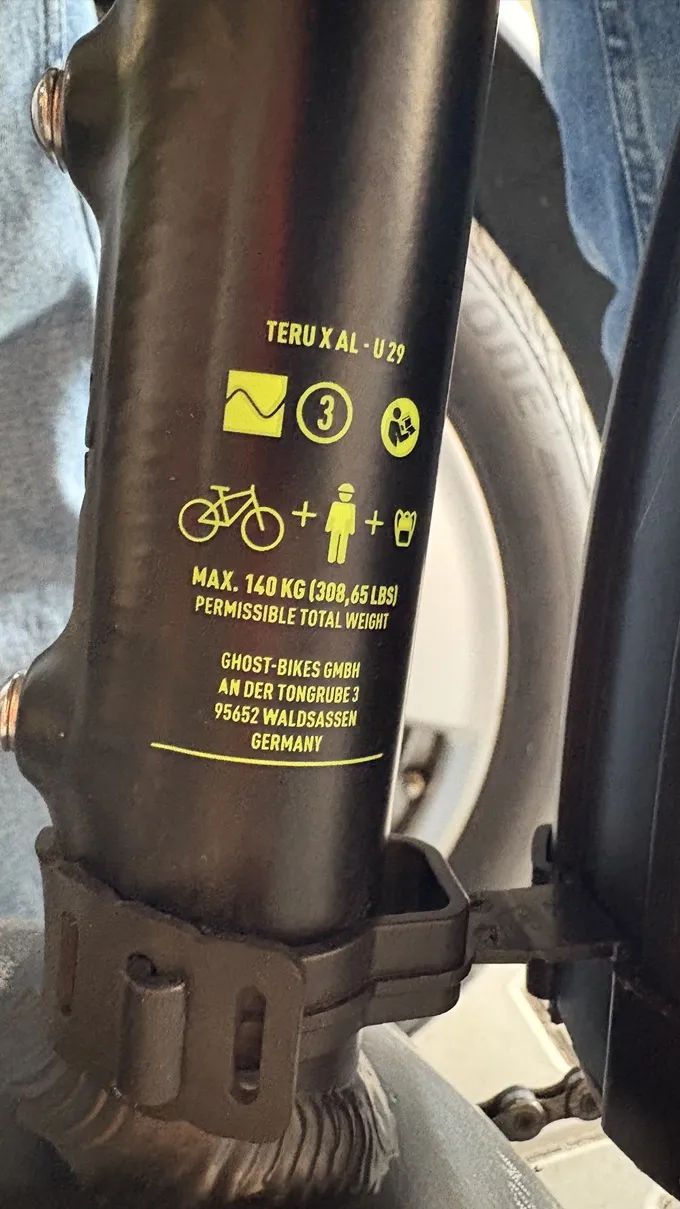 TERU X AL - U 29
3
+ +
MAX. 140 KG (308,65 LBS)
PERMISSIBLE TOTAL WEIGHT
GHOST-BIKES GMBH
AN DER TONGRUBE 3
95652 WALDSASSEN
GERMANY